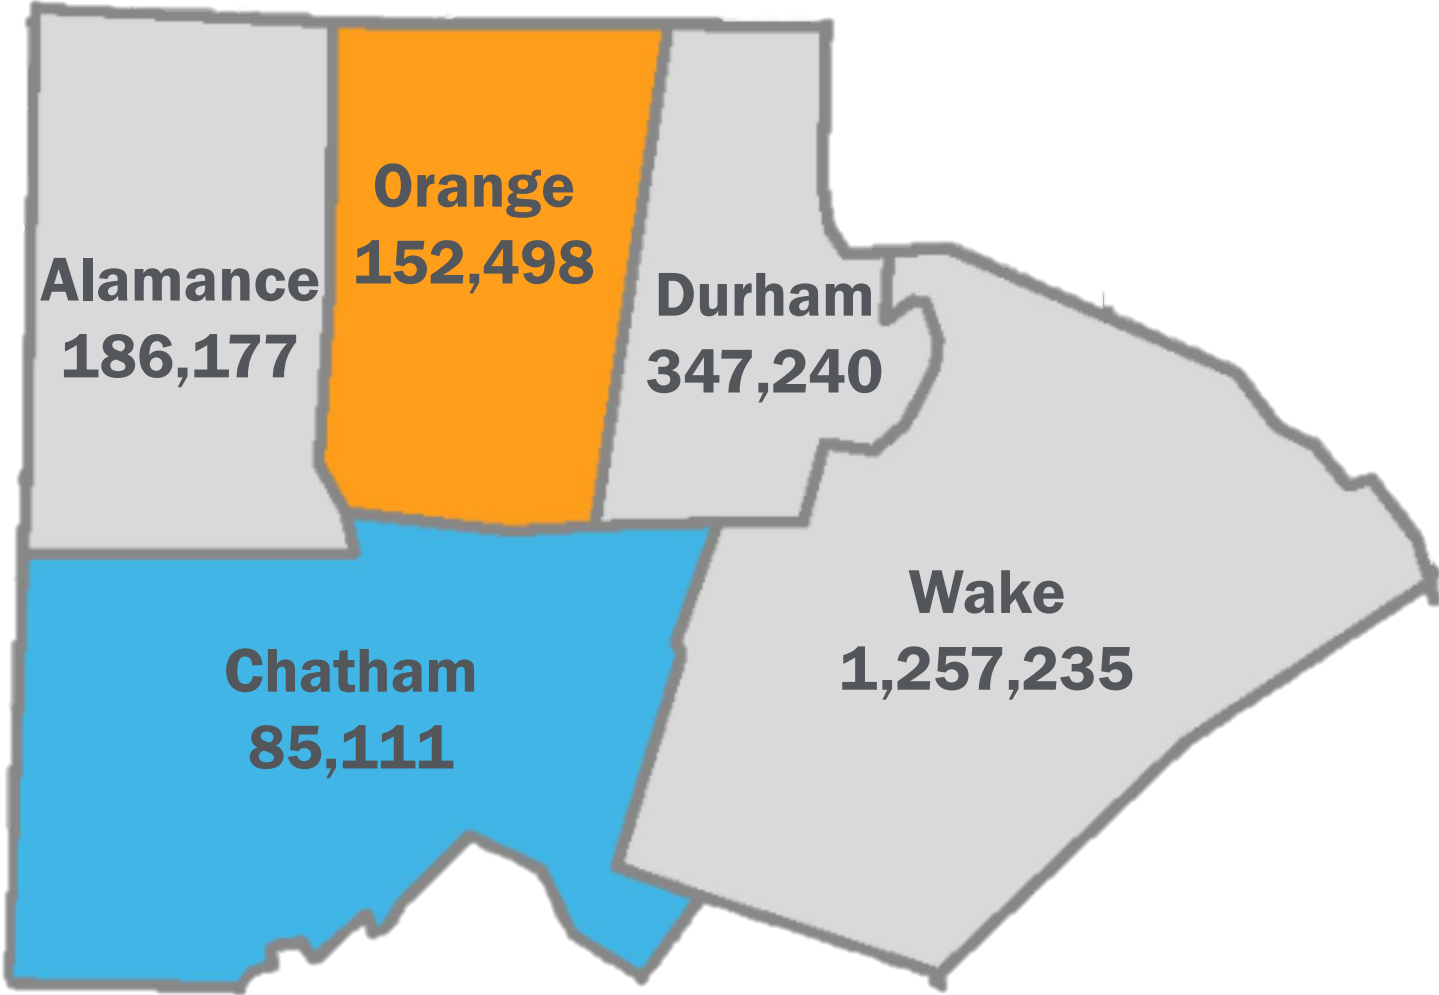 Orange
152,498
Alamance
186,177
Durham
347,240
Wake
1,257,235
Chatham
85,111